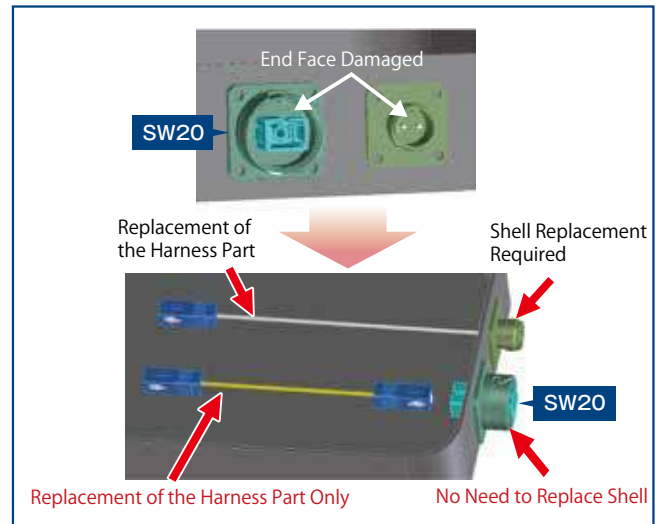 End Face Damaged
SW20
Replacement of
the Harness Part
Shell Replacement
Required
SW20
Replacement of the Harness Part Only
No Need to Replace Shell